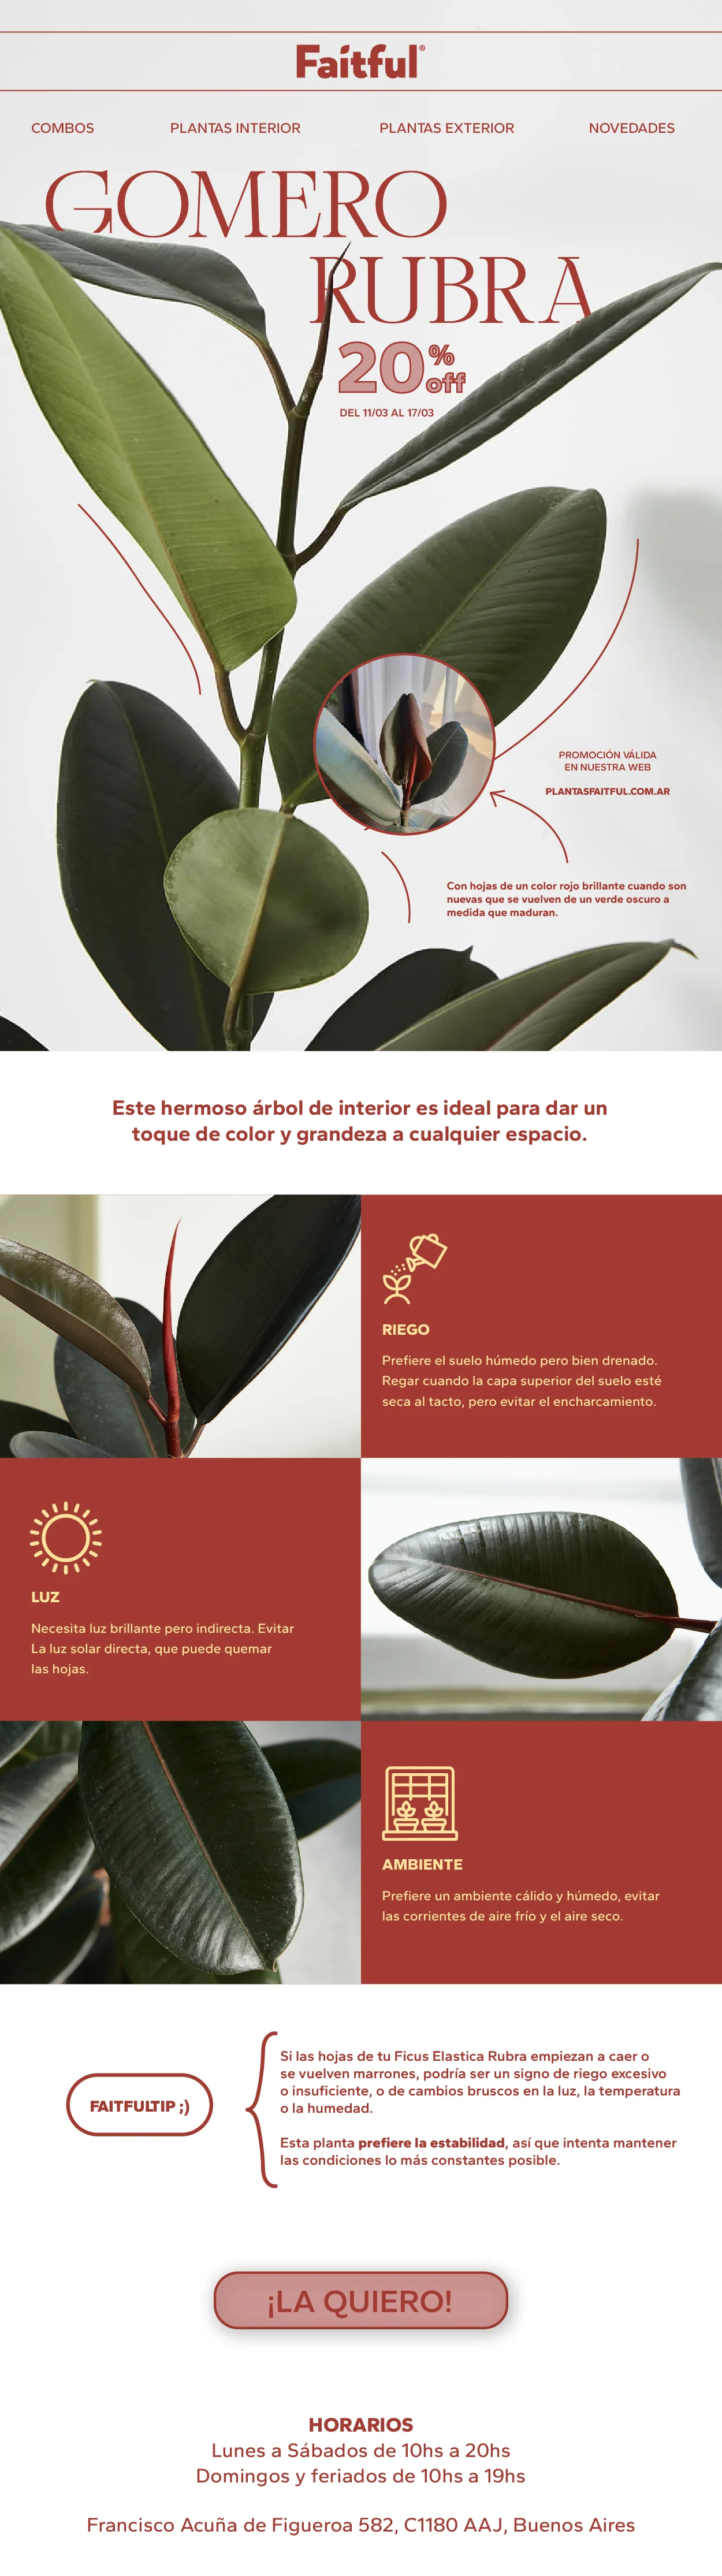 Faitful®
COMBOS PLANTAS INTERIOR PLANTAS EXTERIOR NOVEDADES
GOMERO
RUBRA
20% off
DEL 11/03 AL 17/03
PROMOCIÓN VÁLIDA
EN NUESTRA WEB
PLANTASFAITFUL.COM.AR
Con hojas de un color rojo brillante cuando son
nuevas que se vuelven de un verde oscuro a
medida que maduran.
Este hermoso árbol de interior es ideal para dar un
toque de color y grandeza a cualquier espacio.
RIEGO
Prefiere el suelo húmedo pero bien drenado.
Regar cuando la capa superior del suelo esté
seca al tacto, pero evitar el encharcamiento.
LUZ
Necesita luz brillante pero indirecta. Evitar
La luz solar directa, que puede quemar
las hojas.
AMBIENTE
Prefiere un ambiente cálido y húmedo, evitar
las corrientes de aire frío y el aire seco.
FAITFULTIP ;)
Si las hojas de tu Ficus Elastica Rubra empiezan a caer o
se vuelven marrones, podría ser un signo de riego excesivo
o insuficiente, o de cambios bruscos en la luz, la temperatura
o la humedad.
Esta planta prefiere la estabilidad, así que intenta mantener
las condiciones lo más constantes posible.
¡LA QUIERO!
HORARIOS
Lunes a Sábados de 10hs a 20hs
Domingos y feriados de 10hs a 19hs
Francisco Acuña de Figueroa 582, C1180 AAJ, Buenos Aires